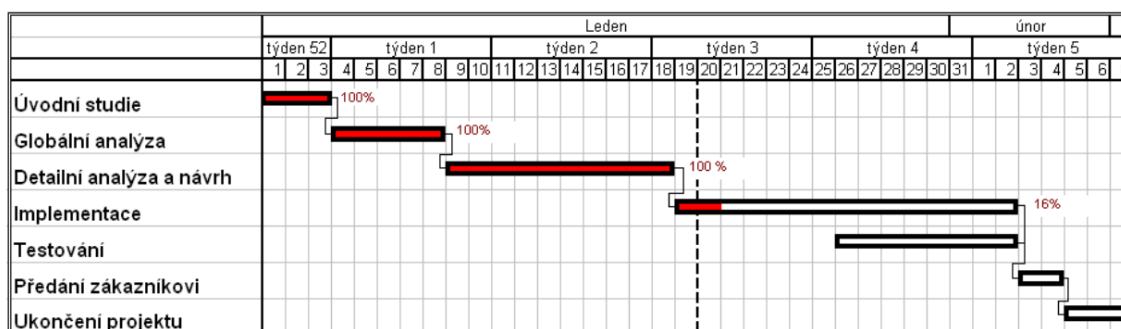 Leden únor
týden 52 týden 1 týden 2 týden 3 týden 4 týden 5
1 2 3 4 5 6 7 8 9 10 11 12 13 14 15 16 17 18 19 20 21 22 23 24 25 26 27 28 29 30 31 1 2 3 4 5 6
Úvodní studie 100%
Globální analýza 100%
Detailní analýza a návrh 100 %
Implementace 16%
Testování
Předání zákazníkovi
Ukončení projektu